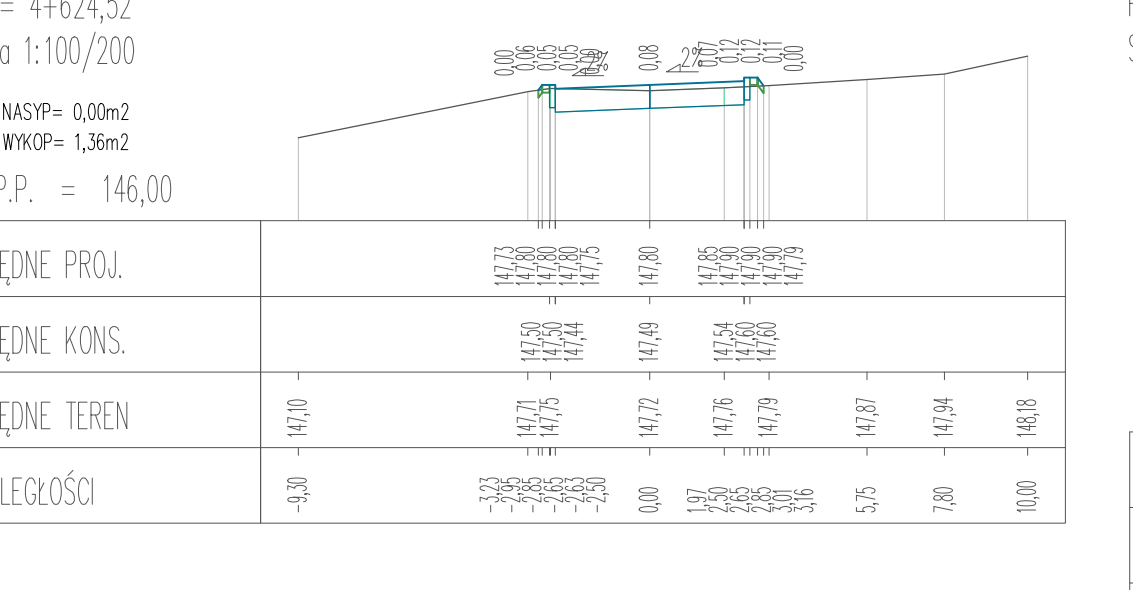 = 4+624,52
a 1:100/200
NASYP= 0,00m2
WYKOP= 1,36m2
P.P. = 146,00
0,00 0,06 0,05 0,05 2% 0,08 2% 0,07 0,12 0,12 0,11 0,00
ĘDNE PROJ. 147,73 147,80 147,80 147,80 147,75 147,80 147,85 147,90 147,90 147,90 147,79
ĘDNE KONS. 147,50 147,50 147,44 147,49 147,54 147,60 147,60
ĘDNE TEREN 147,10 147,71 147,75 147,72 147,76 147,79 147,87 147,94 148,18
LEGŁOŚCI -9,30 -3,23 -2,95 -2,85 -2,65 -2,63 -2,50 0,00 1,97 2,50 2,65 2,85 3,01 3,16 5,75 7,80 10,00